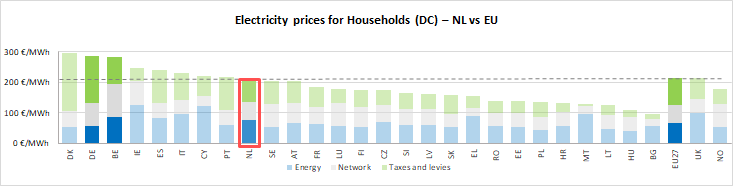 Electricity prices for Households (DC) – NL vs EU
300 €/MWh
200 €/MWh
100 €/MWh
0 €/MWh
DK DE BE IE ES IT CY PT NL SE AT FR LU FI CZ SI LV SK EL RO EE PL HR MT LT HU BG EU27 UK NO
Energy Network Taxes and levies